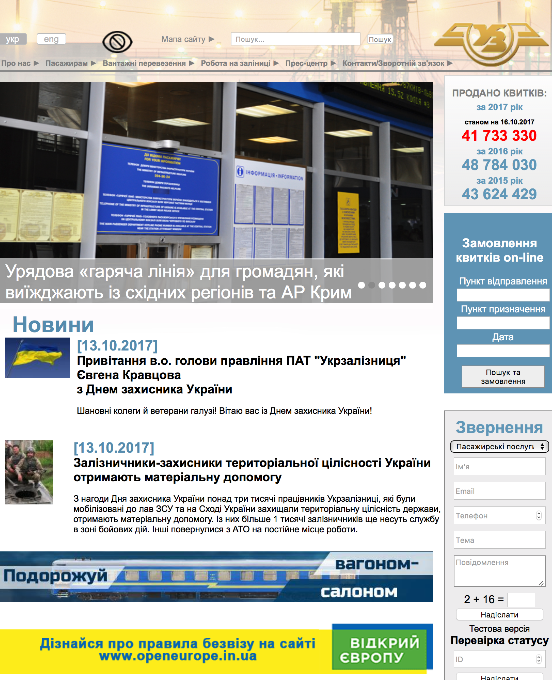 укр
eng
Мапа сайту ▶
Пошук...
Пошук
УЗ
Про нас ▶ Пасажирам ▶ Вантажні перевезення ▶ Робота на залізниці ▶ Прес-центр ▶ Контакти/Зворотній зв'язок ▶
ІНФОРМАЦІЯ - INFORMATION
Урядова «гаряча лінія» для громадян, які
виїжджають із східних регіонів та АР Крим
ПРОДАНО КВИТКІВ:
за 2017 рік
станом на 16.10.2017
41 733 330
за 2016 рік
48 784 030
за 2015 рік
43 624 429
Замовлення
квитків on-line
Пункт відправлення
Пункт призначення
Дата
Пошук та
замовлення
Новини
[13.10.2017]
Привітання в.о. голови правління ПАТ "Укрзалізниця"
Євгена Кравцова
з Днем захисника України
Шановні колеги й ветерани галузі! Вітаю вас із Днем захисника України!
[13.10.2017]
Залізничники-захисники територіальної цілісності України
отримають матеріальну допомогу
З нагоди Дня захисника України понад три тисячі працівників Укрзалізниці, які були
мобілізовані до лав ЗСУ та на Сході України захищали територіальну цілісність держави,
отримають матеріальну допомогу. Із них більше 1 тисячі залізничників ще несуть службу
в зоні бойових дій. Інші повернулися з АТО на постійне місце роботи.
Подорожуй
вагоном-
салоном
Дізнайся про правила безвізу на сайті
www.openeurope.in.ua
ВІДКРИЙ
ЄВРОПУ
Звернення
Пасажирські послуги
Ім'я
Email
Телефон
Тема
Повідомлення
2 + 16 =
Надіслати
Тестова версія
Перевірка статусу
ID
Надіслати